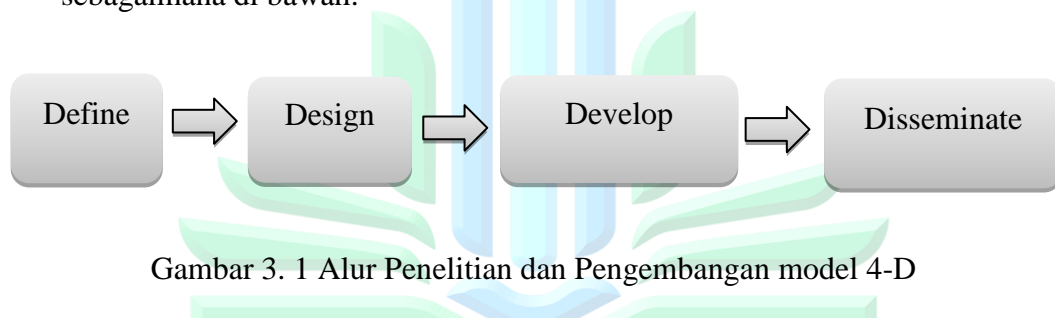 sebagaimana di bawah:
Define Design Develop Disseminate
Gambar 3. 1 Alur Penelitian dan Pengembangan model 4-D